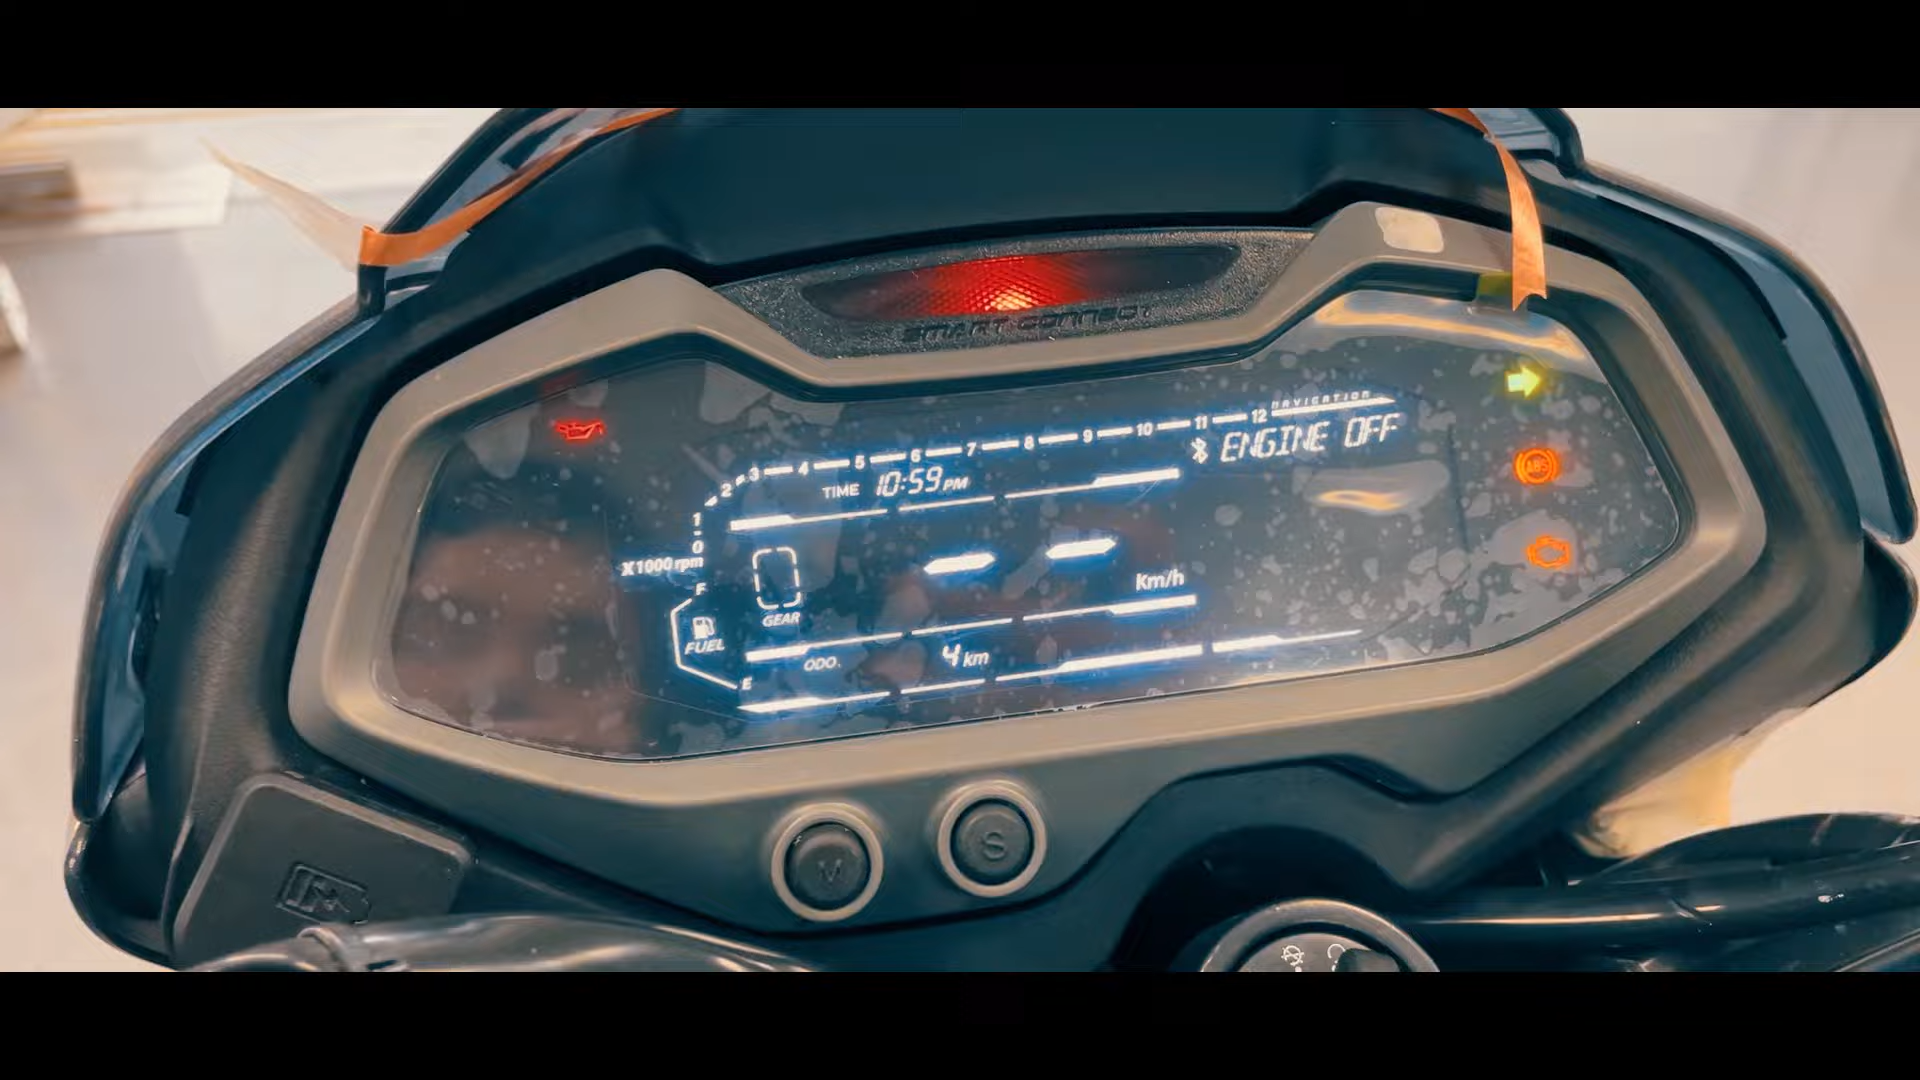 SMART CONNECT
NAVIGATION
ENGINE OFF
0 1 2 3 4 5 6 7 8 9 10 11 12
TIME 10:59 PM
X1000 rpm
ABS
Km/h
F
GEAR
FUEL
E
ODO. 4 km
M S